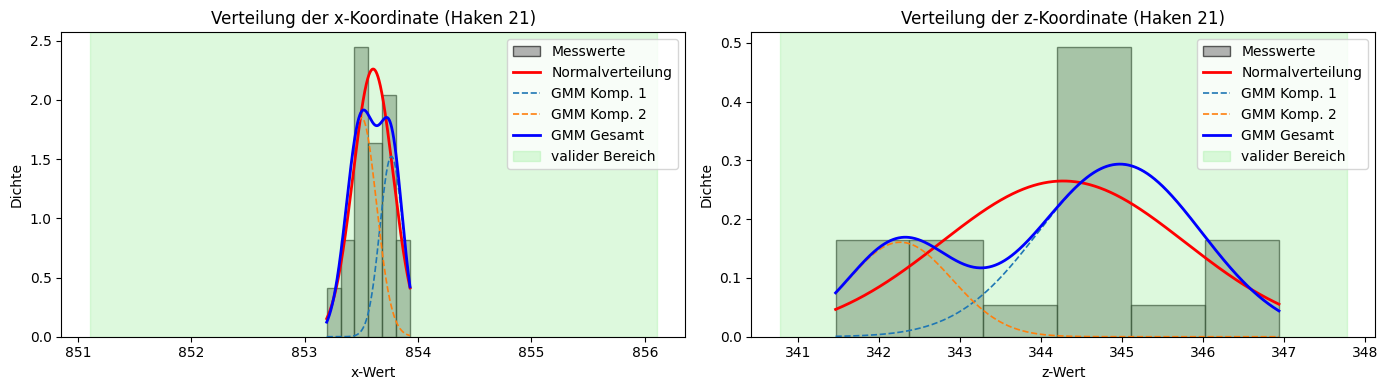 Verteilung der x-Koordinate (Haken 21)
2.5
2.0
1.5
1.0
0.5
0.0
Dichte
851
852
853
854
855
856
x-Wert
Messwerte
Normalverteilung
GMM Komp. 1
GMM Komp. 2
GMM Gesamt
valider Bereich
Verteilung der z-Koordinate (Haken 21)
0.5
0.4
0.3
0.2
0.1
0.0
Dichte
341
342
343
344
345
346
347
348
z-Wert
Messwerte
Normalverteilung
GMM Komp. 1
GMM Komp. 2
GMM Gesamt
valider Bereich